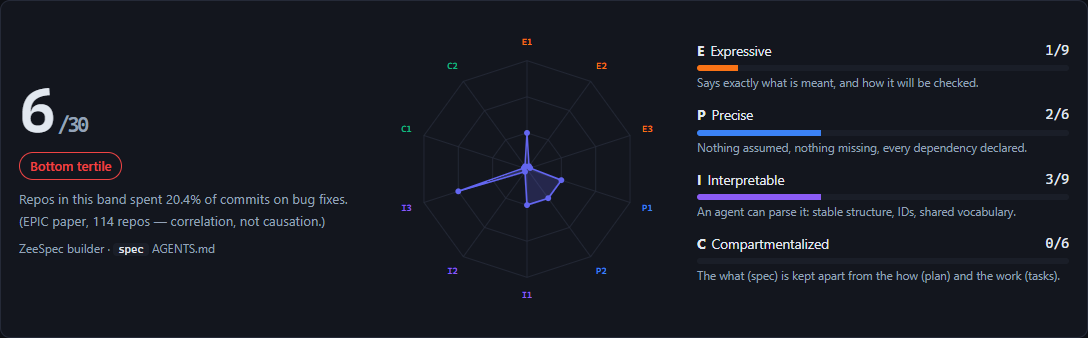 6/30
Bottom tertile
Repos in this band spent 20.4% of commits on bug fixes.
(EPIC paper, 114 repos — correlation, not causation.)
ZeeSpec builder · spec AGENTS.md
E1
C2
E2
C1
E3
I3
P1
I2
P2
I1
E Expressive 1/9
Says exactly what is meant, and how it will be checked.
P Precise 2/6
Nothing assumed, nothing missing, every dependency declared.
I Interpretable 3/9
An agent can parse it: stable structure, IDs, shared vocabulary.
C Compartmentalized 0/6
The what (spec) is kept apart from the how (plan) and the work (tasks).